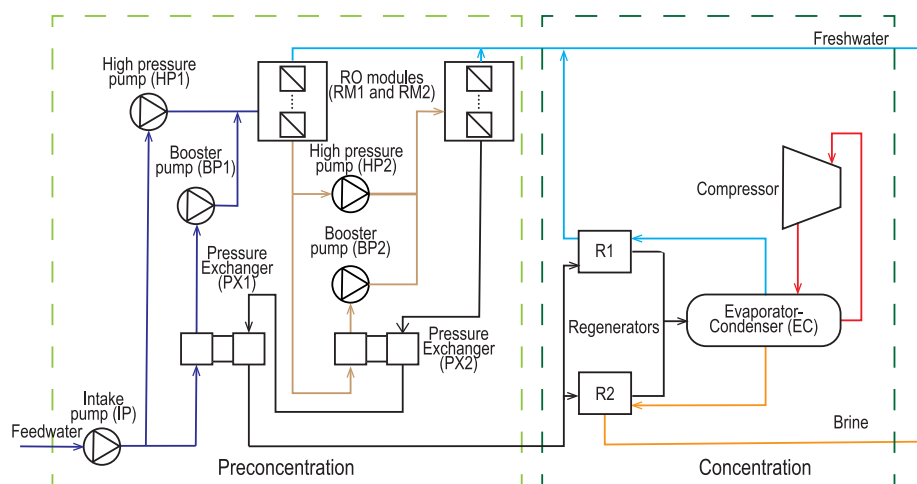 Freshwater
High pressure
pump (HP1)
RO modules
(RM1 and RM2)
Booster
pump (BP1)
High pressure
pump (HP2)
Compressor
Pressure
Exchanger
(PX1)
Booster
pump (BP2)
R1
Regenerators
Evaporator-
Condenser (EC)
Pressure
Exchanger
(PX2)
R2
Intake
pump (IP)
Feedwater
Brine
Preconcentration
Concentration